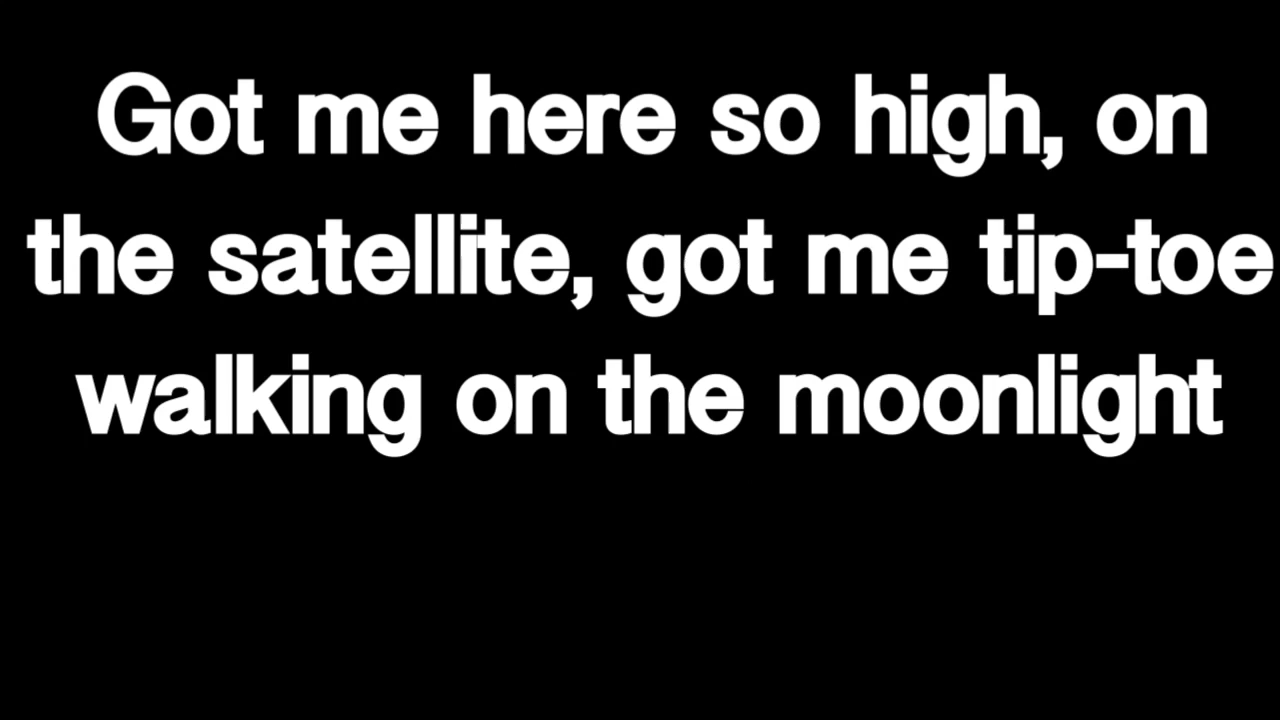 Got me here so high, on
the satellite, got me tip-toe
walking on the moonlight